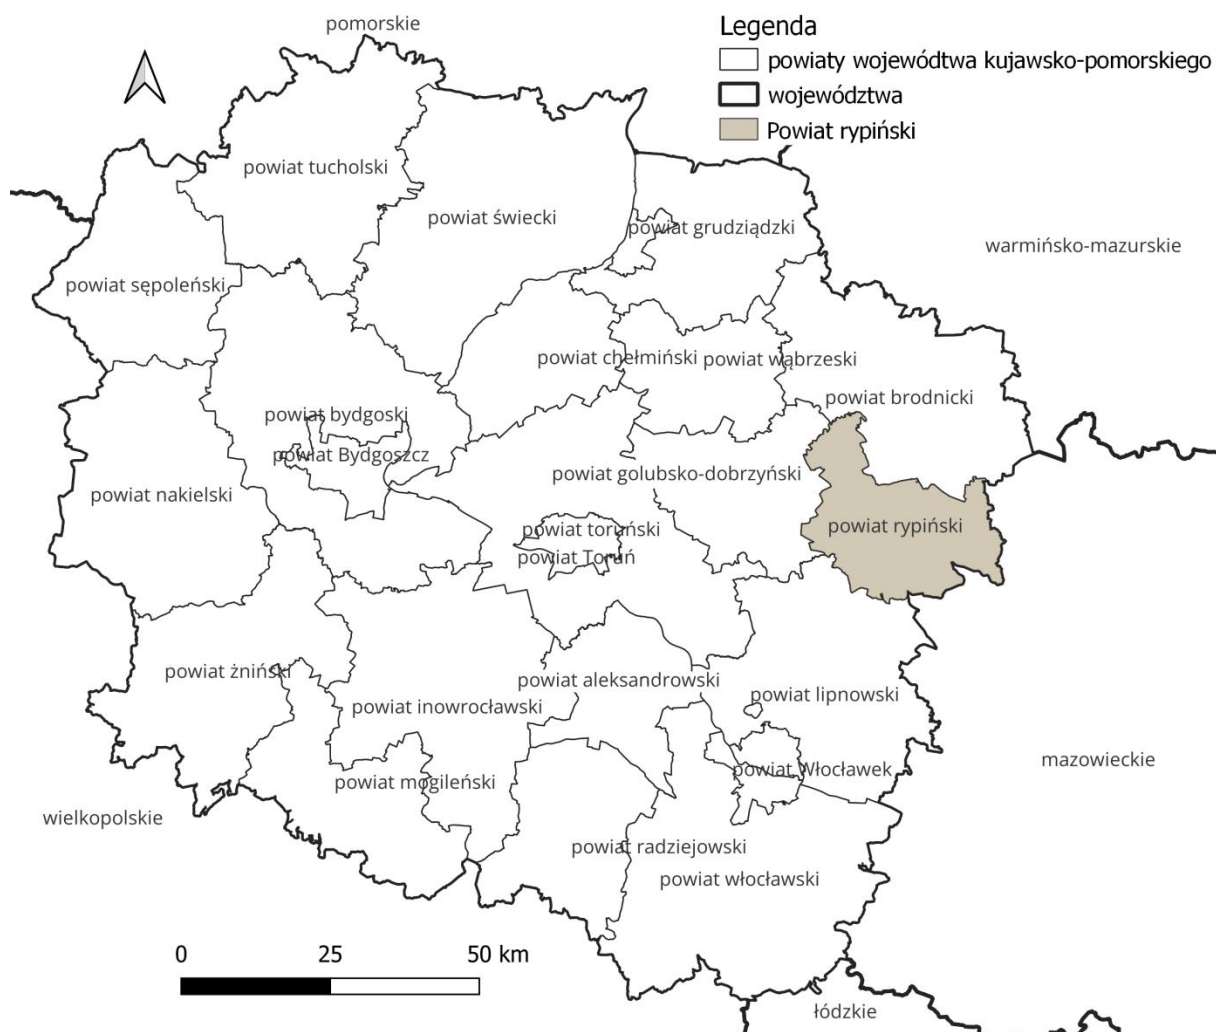 pomorskie
Legenda
powiaty wojewódtwa kujawsko-pomorskiego
województwa
Powiat rypiński
powiat tucholski
powiat świecki
powiat grudziądzki
warmińsko-mazurskie
powiat sępoleński
powiat chełmiński
powiat wąbrzeski
powiat brodnicki
powiat bydgoski
powiat Bydgoszcz
powiat golubsko-dobrzyński
powiat nakielski
powiat toruński
powiat rypiński
powiat Toruń
powiat żniński
powiat aleksandrowski
powiat lipnowski
powiat inowrocławski
mazowieckie
powiat Włocławek
powiat mogileński
wielkopolskie
powiat radziejowski
powiat włocławski
0 25 50 km
łódzkie